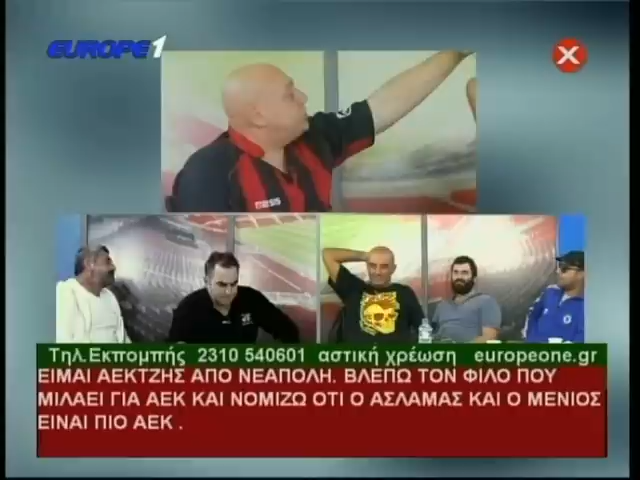 EUROPE1
X
MASIS
Τηλ.Εκπομπής 2310 540601 αστική χρέωση europeone.gr
ΕΙΜΑΙ ΑΕΚΤΖΗΣ ΑΠΟ ΝΕΑΠΟΛΗ. ΒΛΕΠΩ ΤΟΝ ΦΙΛΟ ΠΟΥ
ΜΙΛΑΕΙ ΓΙΑ ΑΕΚ ΚΑΙ ΝΟΜΙΖΩ ΟΤΙ Ο ΑΣΛΑΜΑΣ ΚΑΙ Ο ΜΕΝΙΟΣ
ΕΙΝΑΙ ΠΙΟ ΑΕΚ .